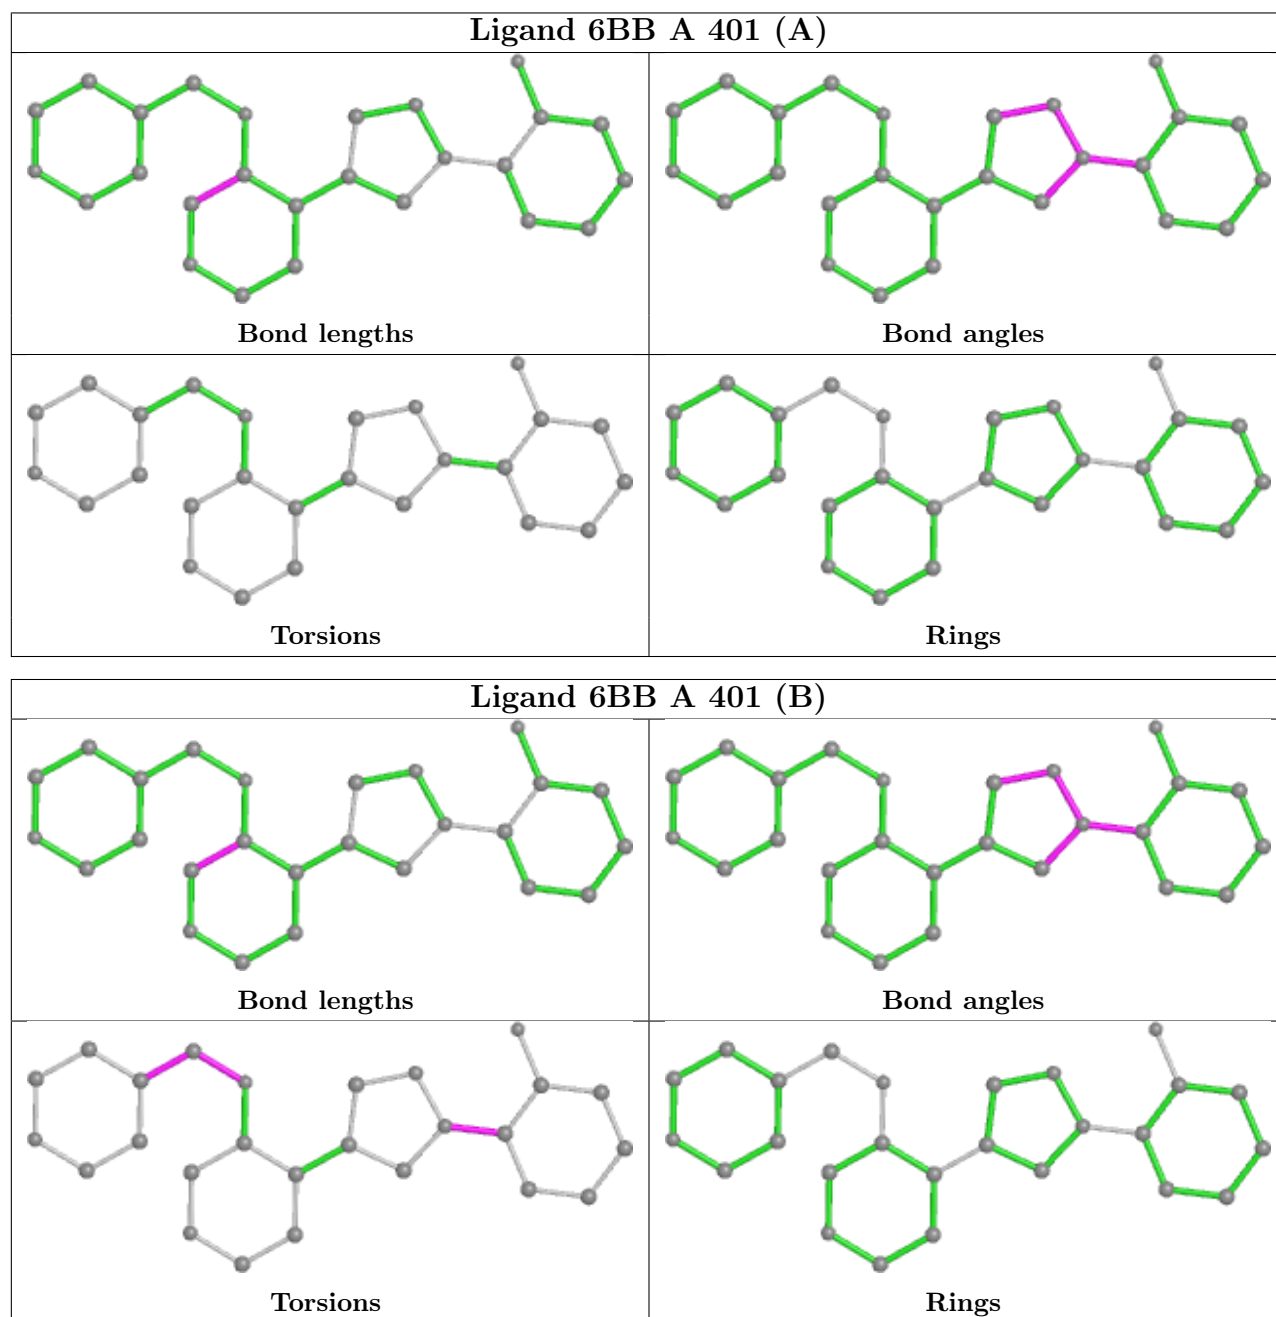 Ligand 6BB A 401 (A)
Bond lengths
Bond angles
Torsions
Rings
Ligand 6BB A 401 (B)
Bond lengths
Bond angles
Torsions
Rings